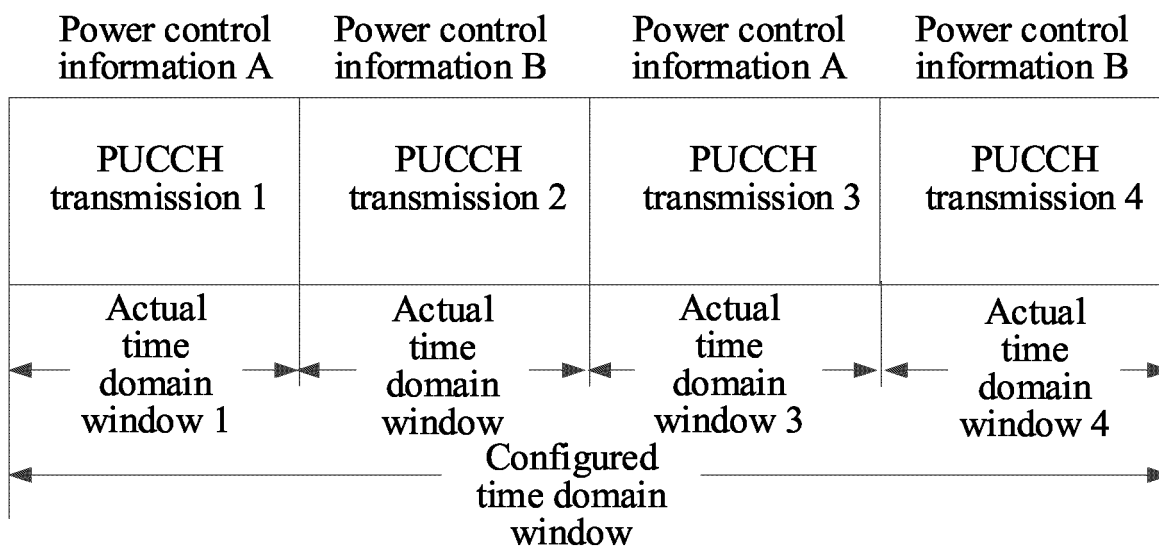 Power control
information A
Power control
information B
Power control
information A
Power control
information B
PUCCH
transmission 1
PUCCH
transmission 2
PUCCH
transmission 3
PUCCH
transmission 4
Actual
time
domain
window 1
Actual
time
domain
window
Actual
time
domain
window 3
Actual
time
domain
window 4
Configured
time domain
window